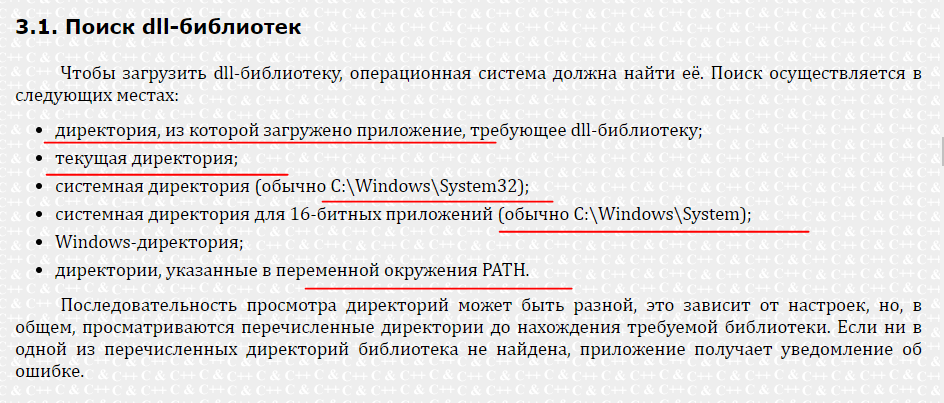 3.1. Поиск dll-библиотек
Чтобы загрузить dll-библиотеку, операционная система должна найти её. Поиск осуществляется в
следующих местах:
• директория, из которой загружено приложение, требующее dll-библиотеку;
• текущая директория;
• системная директория (обычно C:\Windows\System32);
• системная директория для 16-битных приложений (обычно C:\Windows\System);
• Windows-директория;
• директории, указанные в переменной окружения PATH.
Последовательность просмотра директорий может быть разной, это зависит от настроек, но, в
общем, просматриваются перечисленные директории до нахождения требуемой библиотеки. Если ни в
одной из перечисленных директорий библиотека не найдена, приложение получает уведомление об
ошибке.